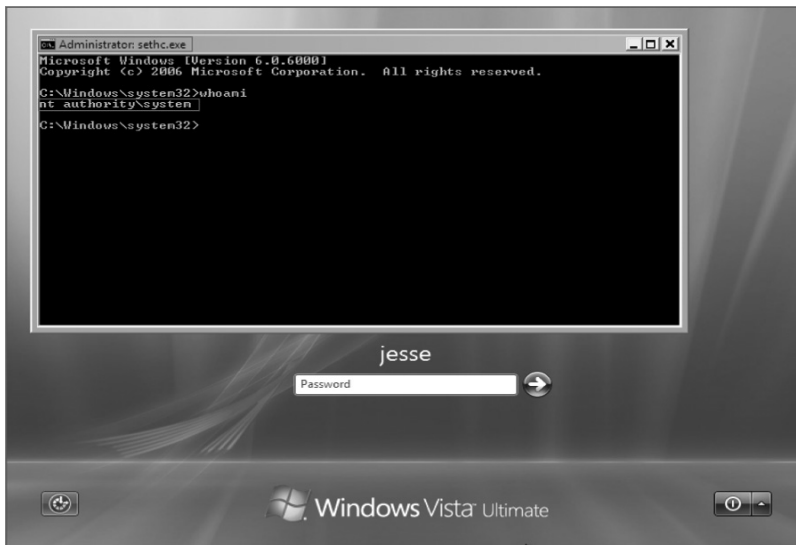 Administrator: sethc.exe
Microsoft Windows [Version 6.0.6000]
Copyright (c) 2006 Microsoft Corporation.  All rights reserved.
C:\Windows\system32>whoami
nt authority\system
C:\Windows\system32>
jesse
Password
Windows Vista™ Ultimate